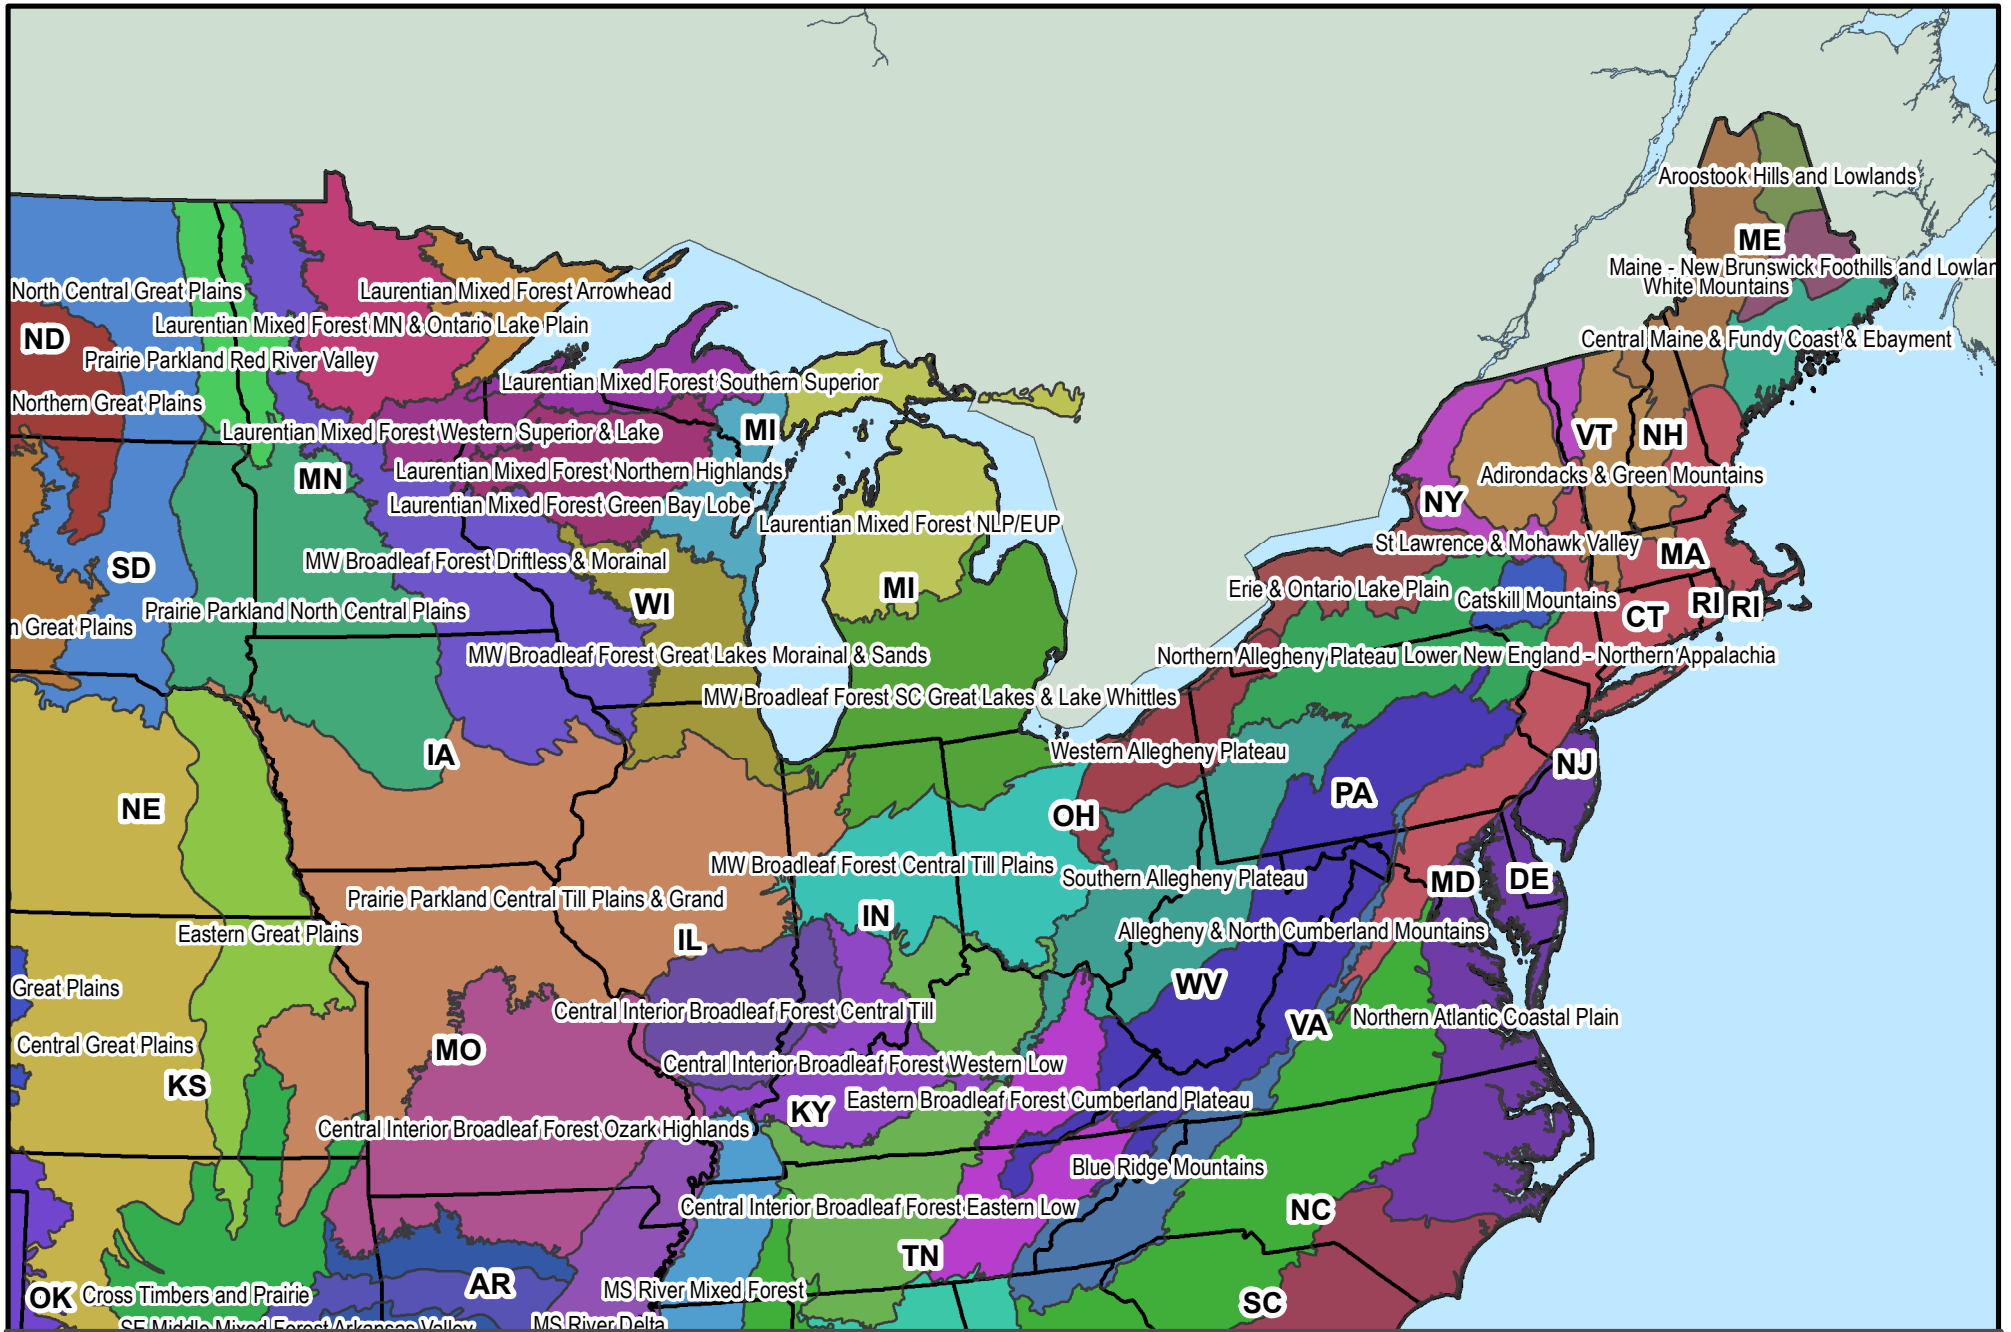 Aroostook Hills and Lowlands
ME
Maine - New Brunswick Foothills and Lowlan
White Mountains
North Central Great Plains
Laurentian Mixed Forest Arrowhead
Laurentian Mixed Forest MN & Ontario Lake Plain
ND
Central Maine & Fundy Coast & Ebayment
Prairie Parkland Red River Valley
Laurentian Mixed Forest Southern Superior
Northern Great Plains
Laurentian Mixed Forest Western Superior & Lake
MI
VT
NH
Laurentian Mixed Forest Northern Highlands
MN
Adirondacks & Green Mountains
Laurentian Mixed Forest Green Bay Lobe
NY
Laurentian Mixed Forest NLP/EUP
St Lawrence & Mohawk Valley
MA
MW Broadleaf Forest Driftless & Morainal
SD
MI
Erie & Ontario Lake Plain
Catskill Mountains
WI
RI
RI
Prairie Parkland North Central Plains
CT
n Great Plains
MW Broadleaf Forest Great Lakes Morainal & Sands
Northern Allegheny Plateau
Lower New England - Northern Appalachia
MW Broadleaf Forest SC Great Lakes & Lake Whittles
Western Allegheny Plateau
IA
NJ
PA
NE
OH
MW Broadleaf Forest Central Till Plains
Southern Allegheny Plateau
MD
DE
Prairie Parkland Central Till Plains & Grand
IN
Eastern Great Plains
IL
Allegheny & North Cumberland Mountains
WV
Great Plains
Central Interior Broadleaf Forest Central Till
VA
Northern Atlantic Coastal Plain
Central Great Plains
MO
Central Interior Broadleaf Forest Western Low
KS
KY
Eastern Broadleaf Forest Cumberland Plateau
Central Interior Broadleaf Forest Ozark Highlands
Blue Ridge Mountains
Central Interior Broadleaf Forest Eastern Low
NC
TN
OK
Cross Timbers and Prairie
AR
MS River Mixed Forest
SC
SE Middle Mixed Forest Arkansas Valley
MS River Delta